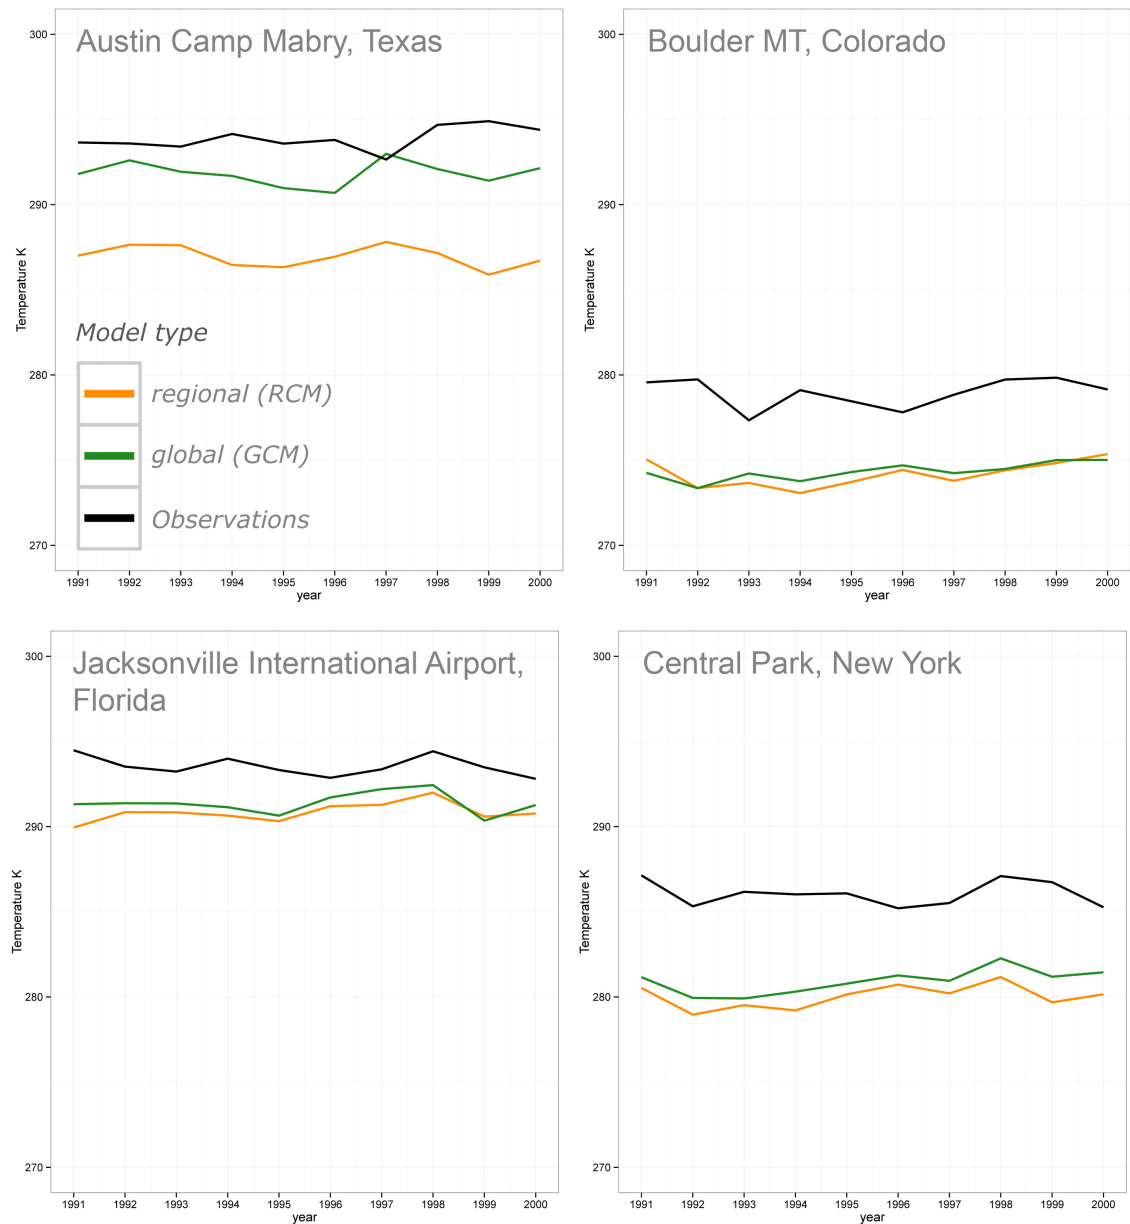 Austin Camp Mabry, Texas
300
290
280
270
Temperature K
Model type
regional (RCM)
global (GCM)
Observations
1991 1992 1993 1994 1995 1996 1997 1998 1999 2000
year
Boulder MT, Colorado
300
290
280
270
Temperature K
1991 1992 1993 1994 1995 1996 1997 1998 1999 2000
year
Jacksonville International Airport,
Florida
300
290
280
270
Temperature K
1991 1992 1993 1994 1995 1996 1997 1998 1999 2000
year
Central Park, New York
300
290
280
270
Temperature K
1991 1992 1993 1994 1995 1996 1997 1998 1999 2000
year